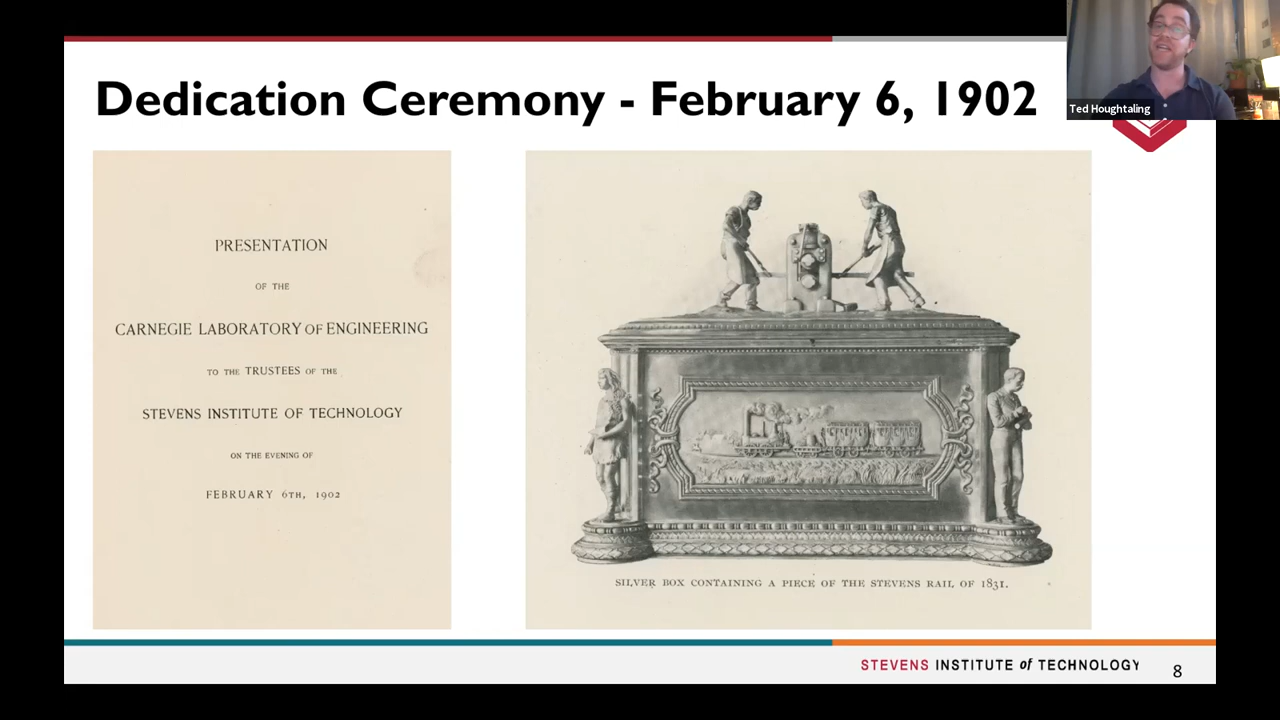 Dedication Ceremony - February 6, 1902
Ted Houghtaling
PRESENTATION
OF THE
CARNEGIE LABORATORY OF ENGINEERING
TO THE TRUSTEES OF THE
STEVENS INSTITUTE OF TECHNOLOGY
ON THE EVENING OF
FEBRUARY 6TH, 1902
SILVER BOX CONTAINING A PIECE OF THE STEVENS RAIL OF 1831.
STEVENS INSTITUTE of TECHNOLOGY
8